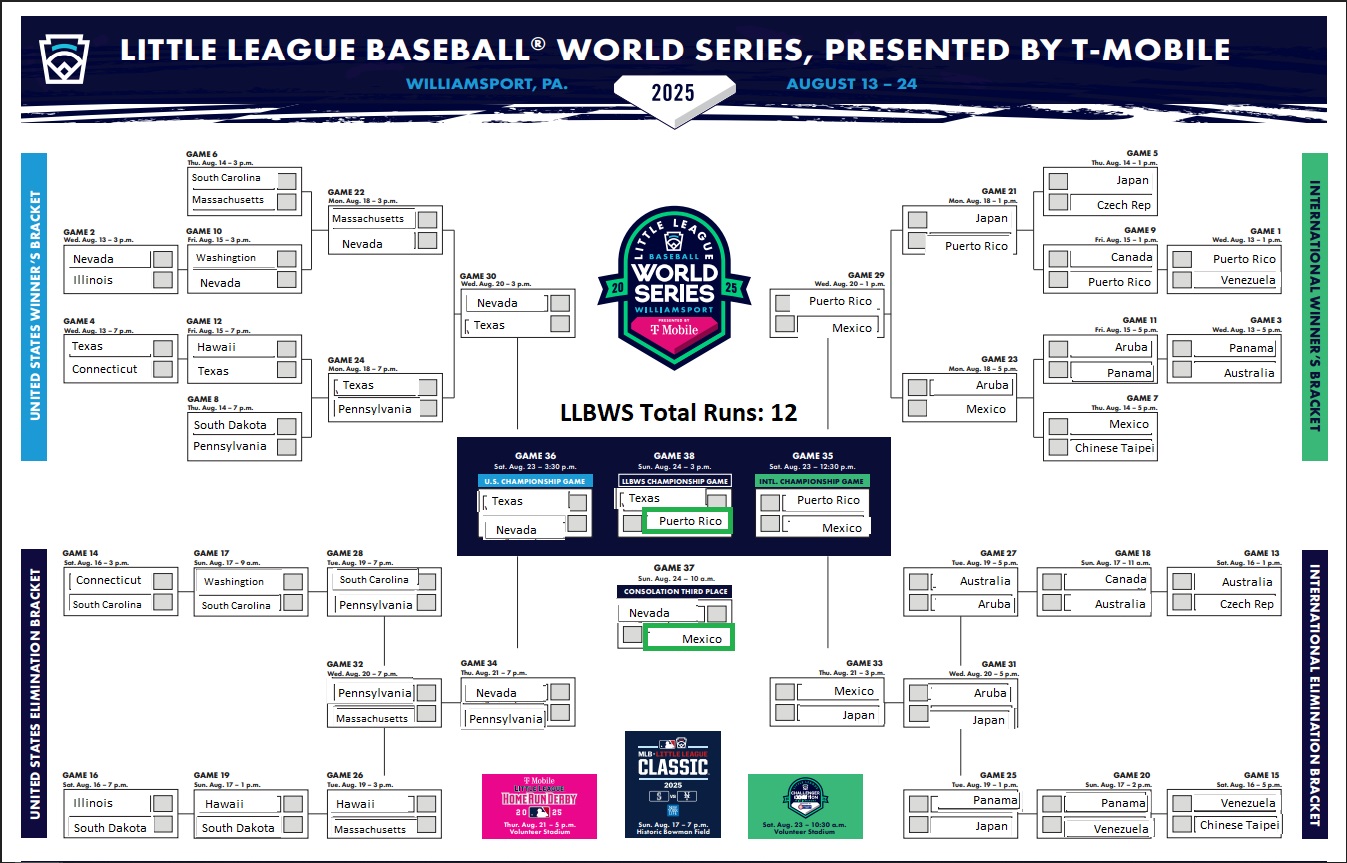 LITTLE LEAGUE BASEBALL® WORLD SERIES, PRESENTED BY T-MOBILE
WILLIAMSPORT, PA.
2025
AUGUST 13 – 24
UNITED STATES WINNER'S BRACKET
GAME 6
Thu. Aug. 14 – 3 p.m.
South Carolina
Massachusetts
GAME 22
Mon. Aug. 18 – 3 p.m.
Massachusetts
Nevada
GAME 2
Wed. Aug. 13 – 3 p.m.
Nevada
Illinois
GAME 10
Fri. Aug. 15 – 3 p.m.
Washington
Nevada
GAME 30
Wed. Aug. 20 – 3 p.m.
Nevada
Texas
GAME 4
Wed. Aug. 13 – 7 p.m.
Texas
Connecticut
GAME 12
Fri. Aug. 15 – 7 p.m.
Hawaii
Texas
GAME 24
Mon. Aug. 18 – 7 p.m.
Texas
Pennsylvania
GAME 8
Thu. Aug. 14 – 7 p.m.
South Dakota
Pennsylvania
LITTLE LEAGUE
BASEBALL
WORLD
SERIES
20
25
WILLIAMSPORT
PRESENTED BY
T Mobile
INTERNATIONAL WINNER'S BRACKET
GAME 5
Thu. Aug. 14 – 1 p.m.
Japan
Czech Rep
GAME 21
Mon. Aug. 18 – 1 p.m.
Japan
Puerto Rico
GAME 9
Fri. Aug. 15 – 1 p.m.
Canada
Puerto Rico
GAME 1
Wed. Aug. 13 – 1 p.m.
Puerto Rico
Venezuela
GAME 29
Wed. Aug. 20 – 1 p.m.
Puerto Rico
Mexico
GAME 11
Fri. Aug. 15 – 5 p.m.
Aruba
Panama
GAME 3
Wed. Aug. 13 – 5 p.m.
Panama
Australia
GAME 23
Mon. Aug. 18 – 5 p.m.
Aruba
Mexico
GAME 7
Thu. Aug. 14 – 5 p.m.
Mexico
Chinese Taipei
LLBWS Total Runs: 12
GAME 36
Sat. Aug. 23 – 3:30 p.m.
U.S. CHAMPIONSHIP GAME
Texas
Nevada
GAME 38
Sun. Aug. 24 – 3 p.m.
LLBWS CHAMPIONSHIP GAME
Texas
Puerto Rico
GAME 35
Sat. Aug. 23 – 12:30 p.m.
INTL. CHAMPIONSHIP GAME
Puerto Rico
Mexico
GAME 37
Sun. Aug. 24 – 10 a.m.
CONSOLATION THIRD PLACE
Nevada
Mexico
UNITED STATES ELIMINATION BRACKET
GAME 14
Sat. Aug. 16 – 3 p.m.
Connecticut
South Carolina
GAME 17
Sun. Aug. 17 – 9 a.m.
Washington
South Carolina
GAME 28
Tue. Aug. 19 – 7 p.m.
South Carolina
Pennsylvania
GAME 32
Wed. Aug. 20 – 7 p.m.
Pennsylvania
Massachusetts
GAME 34
Thu. Aug. 21 – 7 p.m.
Nevada
Pennsylvania
GAME 16
Sat. Aug. 16 – 7 p.m.
Illinois
South Dakota
GAME 19
Sun. Aug. 17 – 1 p.m.
Hawaii
South Dakota
GAME 26
Tue. Aug. 19 – 3 p.m.
Hawaii
Massachusetts
T Mobile
LITTLE LEAGUE
HOME RUN DERBY
2025
Thur. Aug. 21 – 5 p.m.
Volunteer Stadium
MLB LITTLE LEAGUE
CLASSIC
2025
Sun. Aug. 17 – 7 p.m.
Historic Bowman Field
CHALLENGER
Sat. Aug. 23 – 10:30 a.m.
Volunteer Stadium
INTERNATIONAL ELIMINATION BRACKET
GAME 27
Tue. Aug. 19 – 5 p.m.
Australia
Aruba
GAME 18
Sun. Aug. 17 – 11 a.m.
Canada
Australia
GAME 13
Sat. Aug. 16 – 1 p.m.
Australia
Czech Rep
GAME 33
Thu. Aug. 21 – 3 p.m.
Mexico
Japan
GAME 31
Wed. Aug. 20 – 5 p.m.
Aruba
Japan
GAME 25
Tue. Aug. 19 – 1 p.m.
Panama
Japan
GAME 20
Sun. Aug. 17 – 2 p.m.
Panama
Venezuela
GAME 15
Sat. Aug. 16 – 5 p.m.
Venezuela
Chinese Taipei